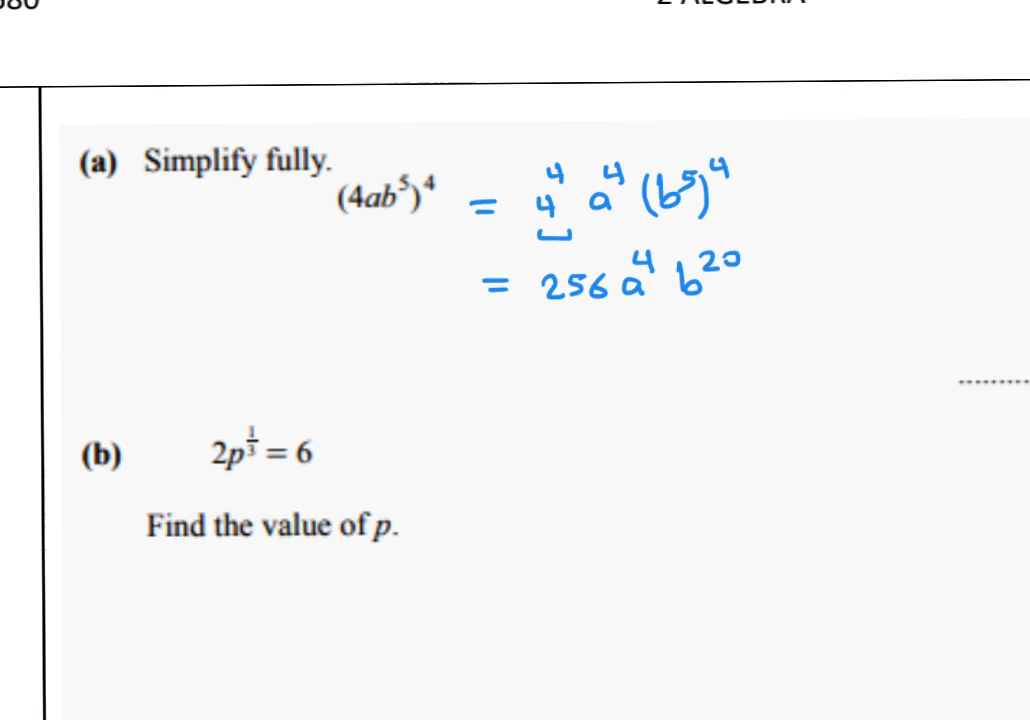 (a) Simplify fully.
(4ab⁵)⁴ = 4⁴ a⁴ (b⁵)⁴
= 256 a⁴ b²⁰
(b) 2p^{1/3} = 6
Find the value of p.